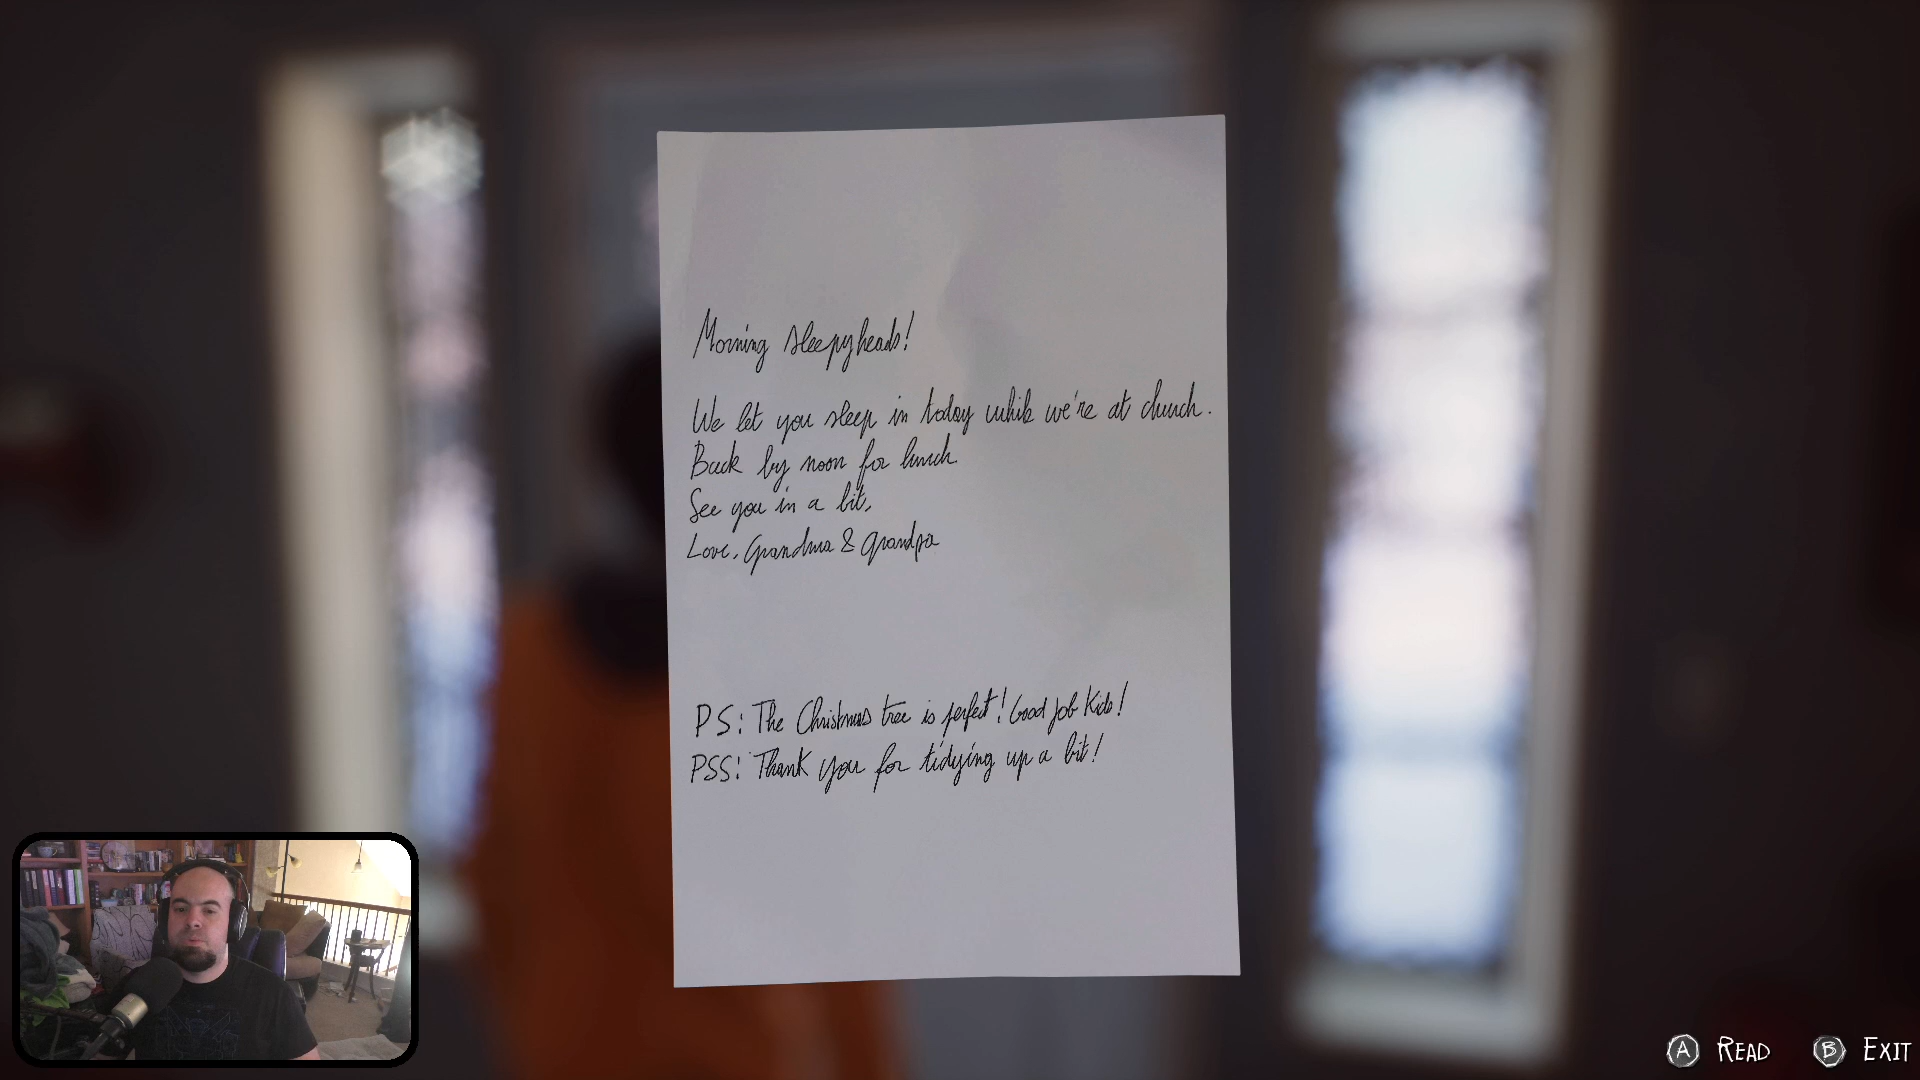 Morning sleepyheads!
We let you sleep in today while we're at church.
Back by noon for lunch.
See you in a bit,
Love, Grandma & Grandpa
PS: The Christmas tree is perfect! Good job kids!
PSS: Thank you for tidying up a bit!
A READ B EXIT